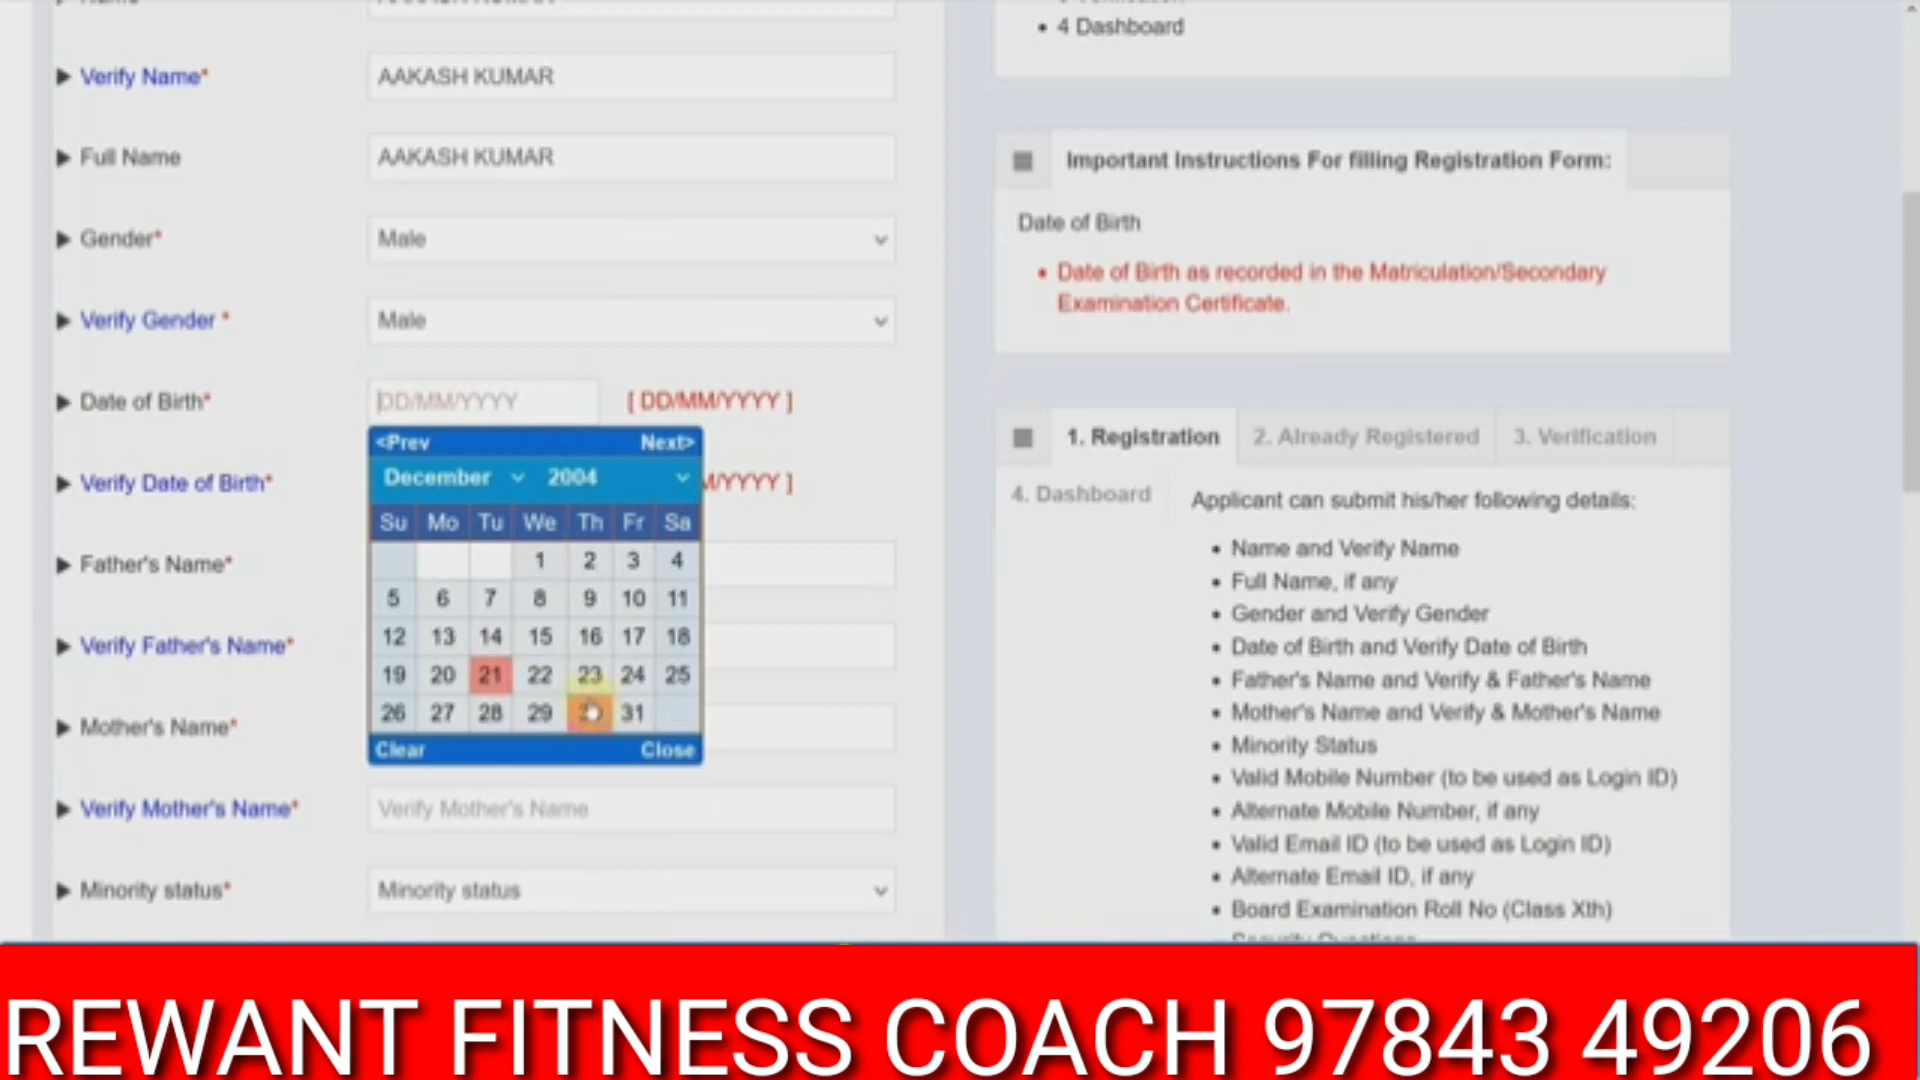 Verify Name*
AAKASH KUMAR
Full Name
AAKASH KUMAR
Gender*
Male
Verify Gender *
Male
Date of Birth*
DD/MM/YYYY
[ DD/MM/YYYY ]
<Prev
Next>
December
2004
Su Mo Tu We Th Fr Sa
1 2 3 4
5 6 7 8 9 10 11
12 13 14 15 16 17 18
19 20 21 22 23 24 25
26 27 28 29 31
Clear
Close
Verify Date of Birth*
/YYYY ]
Father's Name*
Verify Father's Name*
Mother's Name*
Verify Mother's Name*
Verify Mother's Name
Minority status*
Minority status
4 Dashboard
Important Instructions For filling Registration Form:
Date of Birth
Date of Birth as recorded in the Matriculation/Secondary
Examination Certificate.
1. Registration
2. Already Registered
3. Verification
4. Dashboard
Applicant can submit his/her following details:
Name and Verify Name
Full Name, if any
Gender and Verify Gender
Date of Birth and Verify Date of Birth
Father's Name and Verify & Father's Name
Mother's Name and Verify & Mother's Name
Minority Status
Valid Mobile Number (to be used as Login ID)
Alternate Mobile Number, if any
Valid Email ID (to be used as Login ID)
Alternate Email ID, if any
Board Examination Roll No (Class Xth)
REWANT FITNESS COACH 97843 49206